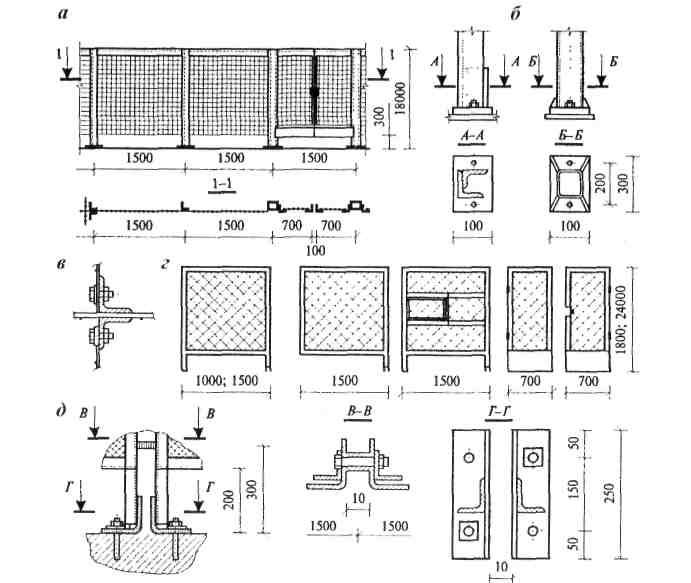 а
1 1
18000
300
1500 1500 1500
1–1
1500 1500 700 700
100
б
А А Б Б
А–А Б–Б
200 300
100 100
в г
1800; 24000
1000; 1500 1500 1500 700 700
д
В В
Г Г
200 300
В–В
10
1500 1500
Г–Г
50
150
50
250
10